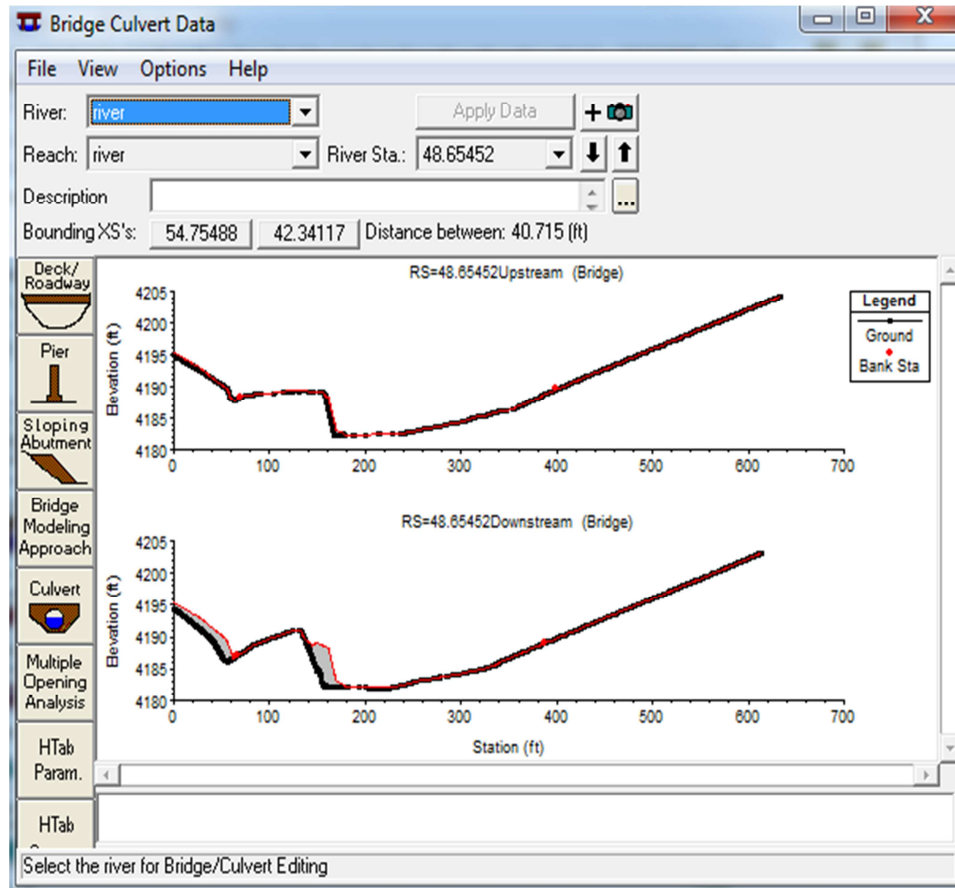 Bridge Culvert Data
File View Options Help
River: river Apply Data
Reach: river River Sta.: 48.65452
Description ...
Bounding XS's: 54.75488 42.34117 Distance between: 40.715 (ft)
Deck/
Roadway
Pier
Sloping
Abutment
Bridge
Modeling
Approach
Culvert
Multiple
Opening
Analysis
HTab
Param.
HTab
RS=48.65452Upstream (Bridge)
Elevation (ft)
4205
4200
4195
4190
4185
4180
0 100 200 300 400 500 600 700
Legend
Ground
Bank Sta
RS=48.65452Downstream (Bridge)
Elevation (ft)
4205
4200
4195
4190
4185
4180
0 100 200 300 400 500 600 700
Station (ft)
Select the river for Bridge/Culvert Editing